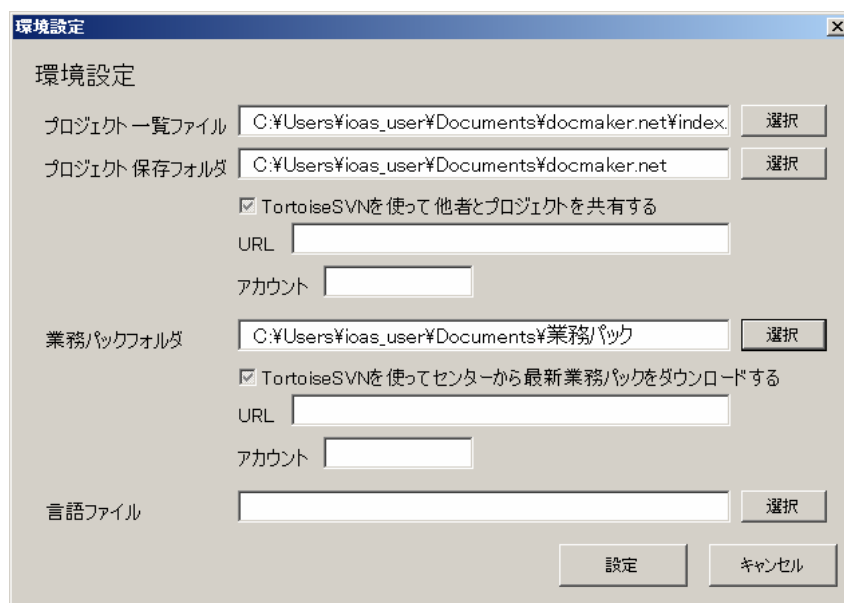 環境設定
環境設定
プロジェクト一覧ファイル C:¥Users¥ioas_user¥Documents¥docmaker.net¥index. 選択
プロジェクト保存フォルダ C:¥Users¥ioas_user¥Documents¥docmaker.net 選択
TortoiseSVNを使って他者とプロジェクトを共有する
URL
アカウント
業務パックフォルダ C:¥Users¥ioas_user¥Documents¥業務パック 選択
TortoiseSVNを使ってセンターから最新業務パックをダウンロードする
URL
アカウント
言語ファイル 選択
設定 キャンセル